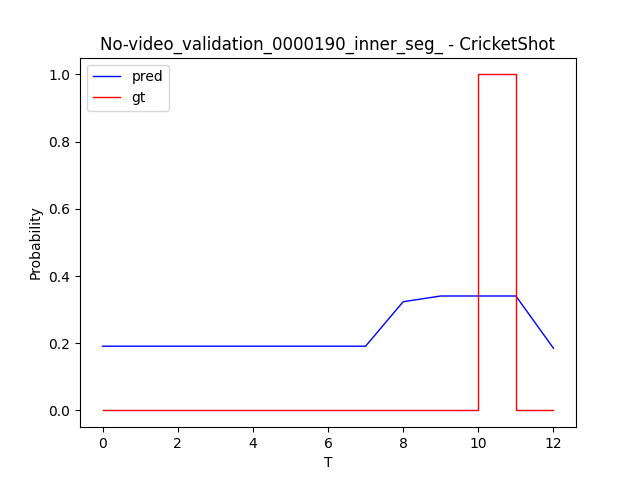 No-video_validation_0000190_inner_seg_ - CricketShot
pred
gt
1.0
0.8
0.6
0.4
0.2
0.0
Probability
0 2 4 6 8 10 12
T